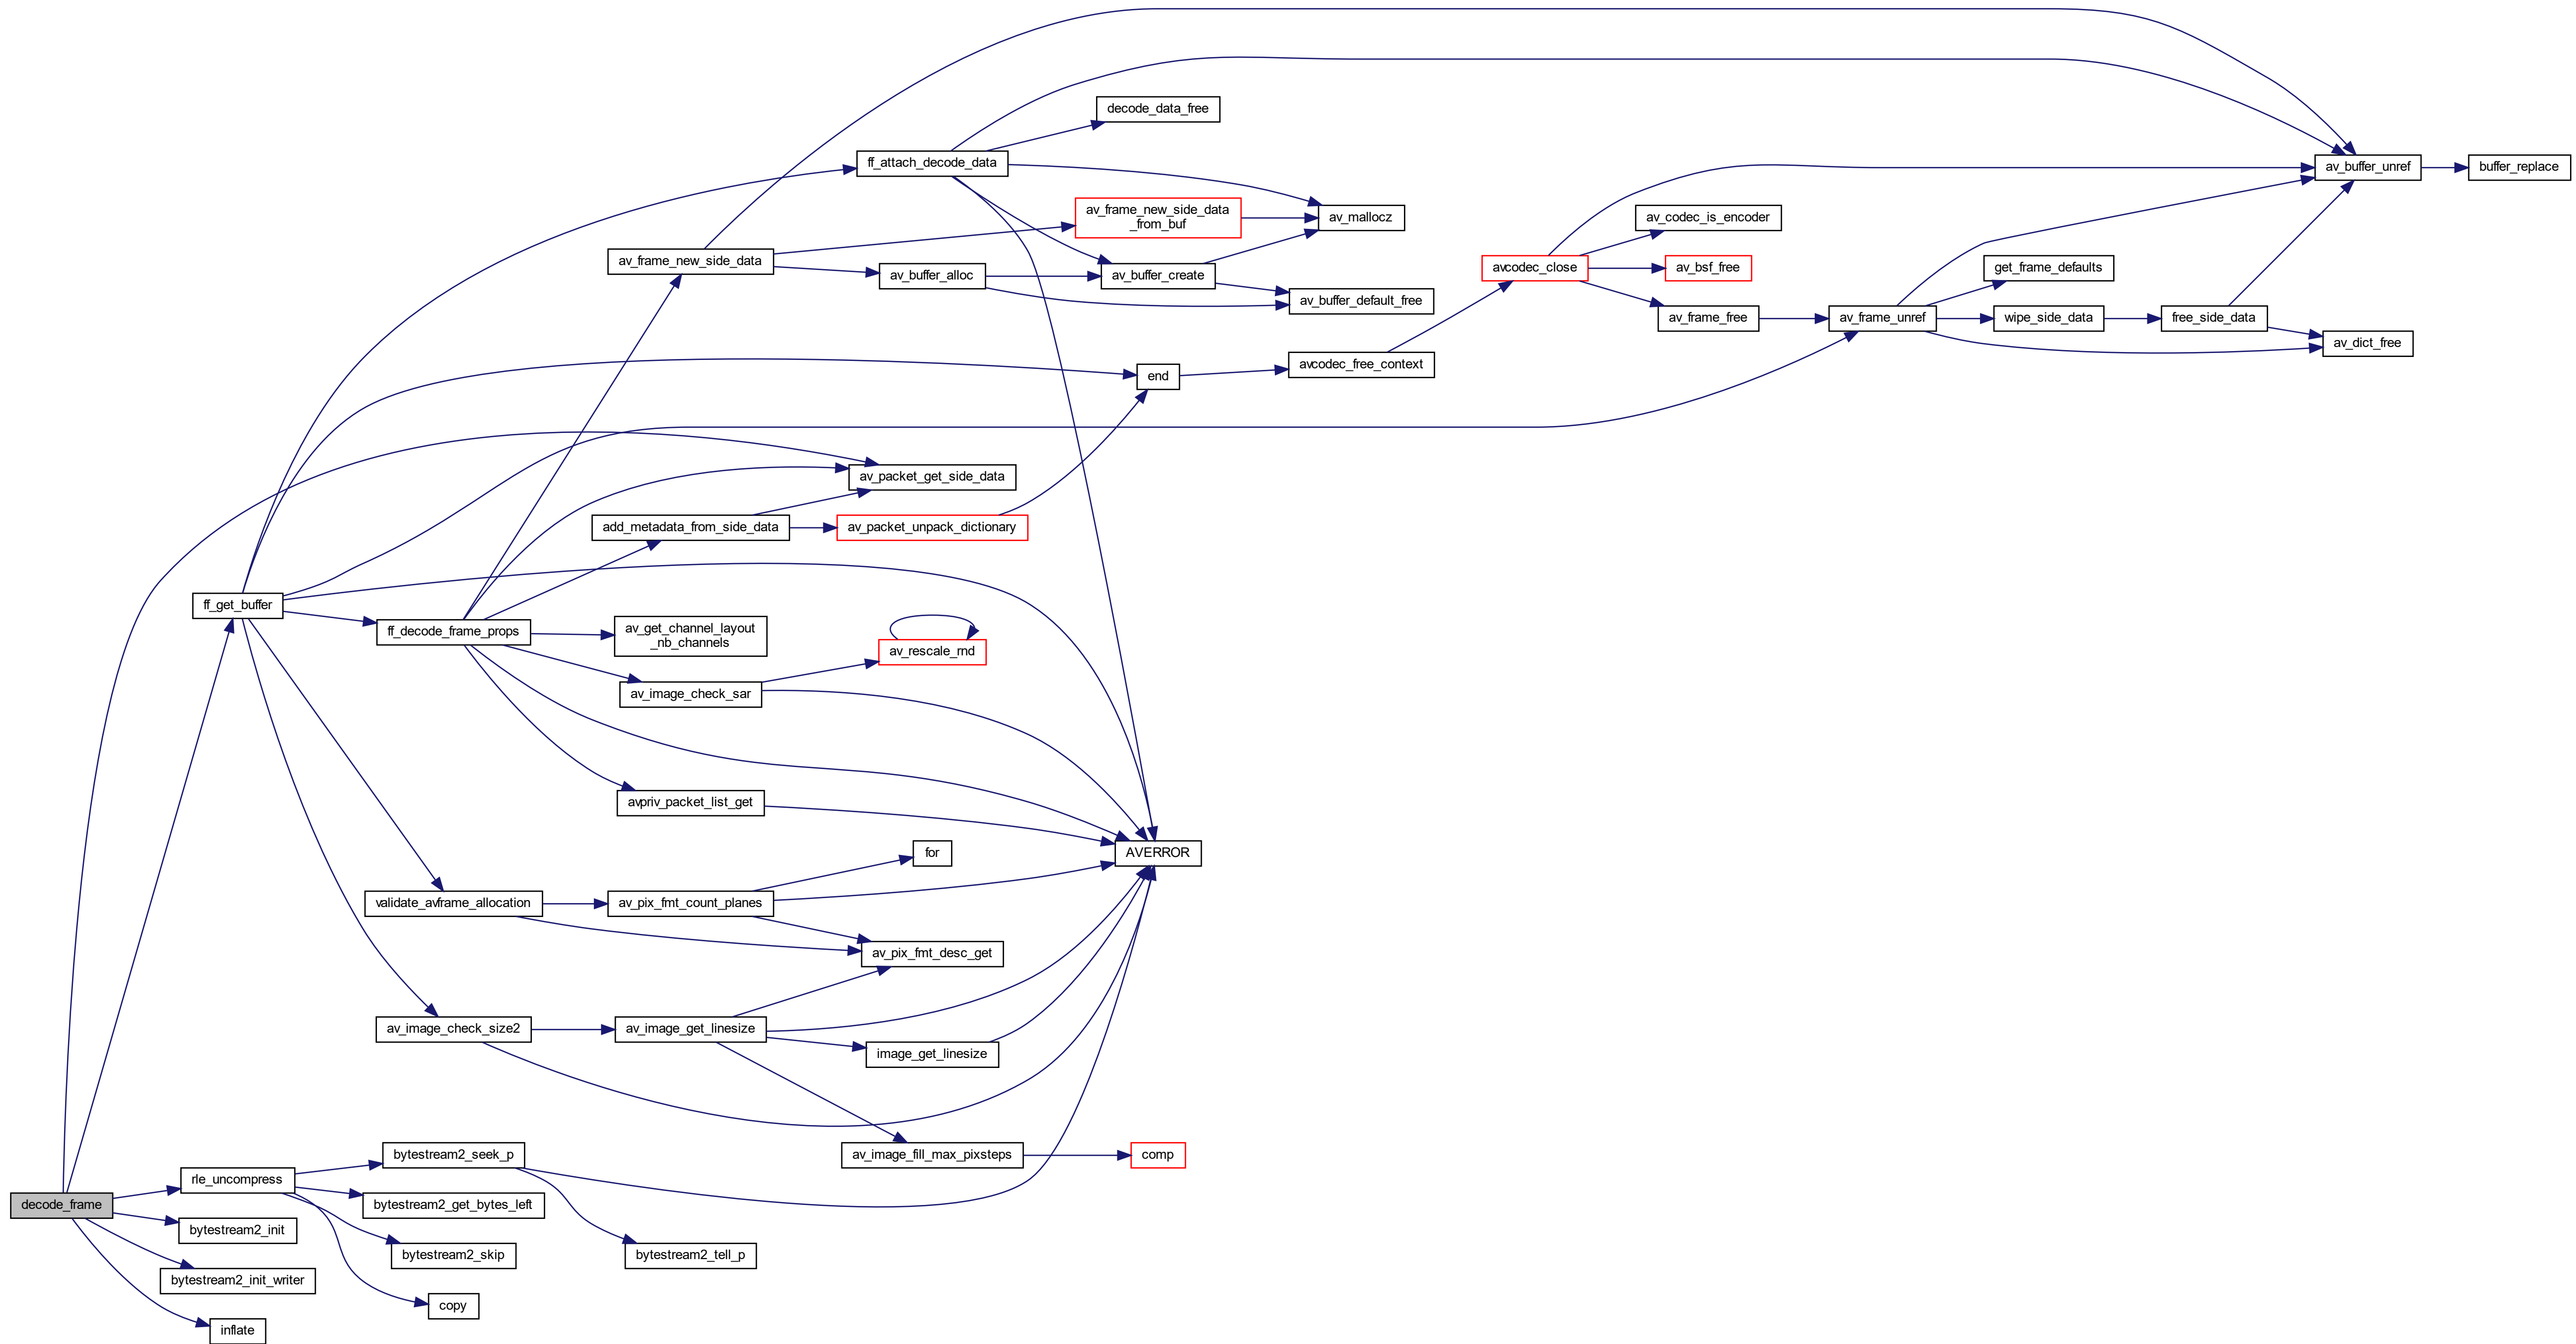 decode_data_free
ff_attach_decode_data
av_buffer_unref
buffer_replace
av_frame_new_side_data
_from_buf
av_mallocz
av_codec_is_encoder
av_frame_new_side_data
av_buffer_alloc
av_buffer_create
avcodec_close
av_bsf_free
get_frame_defaults
av_buffer_default_free
av_frame_free
av_frame_unref
wipe_side_data
free_side_data
av_dict_free
avcodec_free_context
end
av_packet_get_side_data
add_metadata_from_side_data
av_packet_unpack_dictionary
ff_get_buffer
ff_decode_frame_props
av_get_channel_layout
_nb_channels
av_rescale_rnd
av_image_check_sar
avpriv_packet_list_get
for
AVERROR
validate_avframe_allocation
av_pix_fmt_count_planes
av_pix_fmt_desc_get
av_image_check_size2
av_image_get_linesize
image_get_linesize
av_image_fill_max_pixsteps
comp
bytestream2_seek_p
rle_uncompress
decode_frame
bytestream2_get_bytes_left
bytestream2_init
bytestream2_skip
bytestream2_tell_p
bytestream2_init_writer
copy
inflate